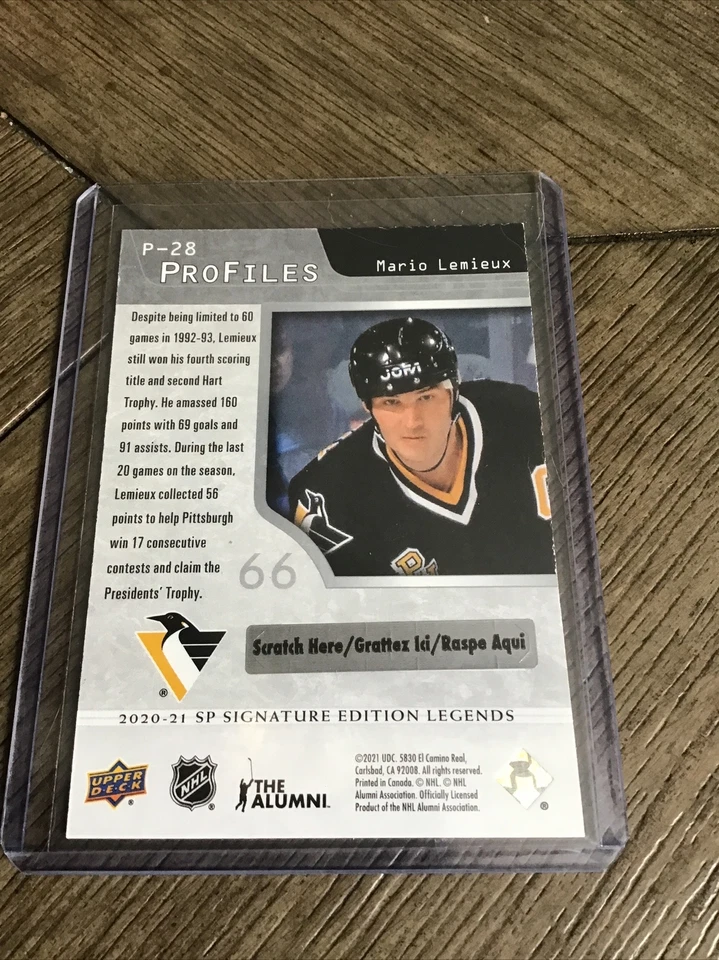 P-28
PROFILES
Mario Lemieux
Despite being limited to 60
games in 1992-93, Lemieux
still won his fourth scoring
title and second Hart
Trophy. He amassed 160
points with 69 goals and
91 assists. During the last
20 games on the season,
Lemieux collected 56
points to help Pittsburgh
win 17 consecutive
contests and claim the
Presidents' Trophy.
JOFA
66
Scratch Here/Grattez Ici/Raspe Aqui
®
2020-21 SP SIGNATURE EDITION LEGENDS
UPPER
DECK
®
NHL
®
THE
ALUMNI™
©2021 UDC. 5830 El Camino Real,
Carlsbad, CA 92008. All rights reserved.
Printed in Canada. © NHL. © NHL
Alumni Association. Officially Licensed
Product of the NHL Alumni Association.
®